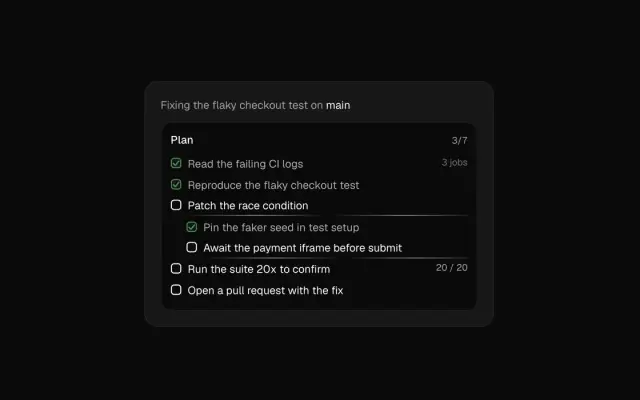 Fixing the flaky checkout test on main
Plan 3/7
Read the failing CI logs 3 jobs
Reproduce the flaky checkout test
Patch the race condition
Pin the faker seed in test setup
Await the payment iframe before submit
Run the suite 20x to confirm 20 / 20
Open a pull request with the fix